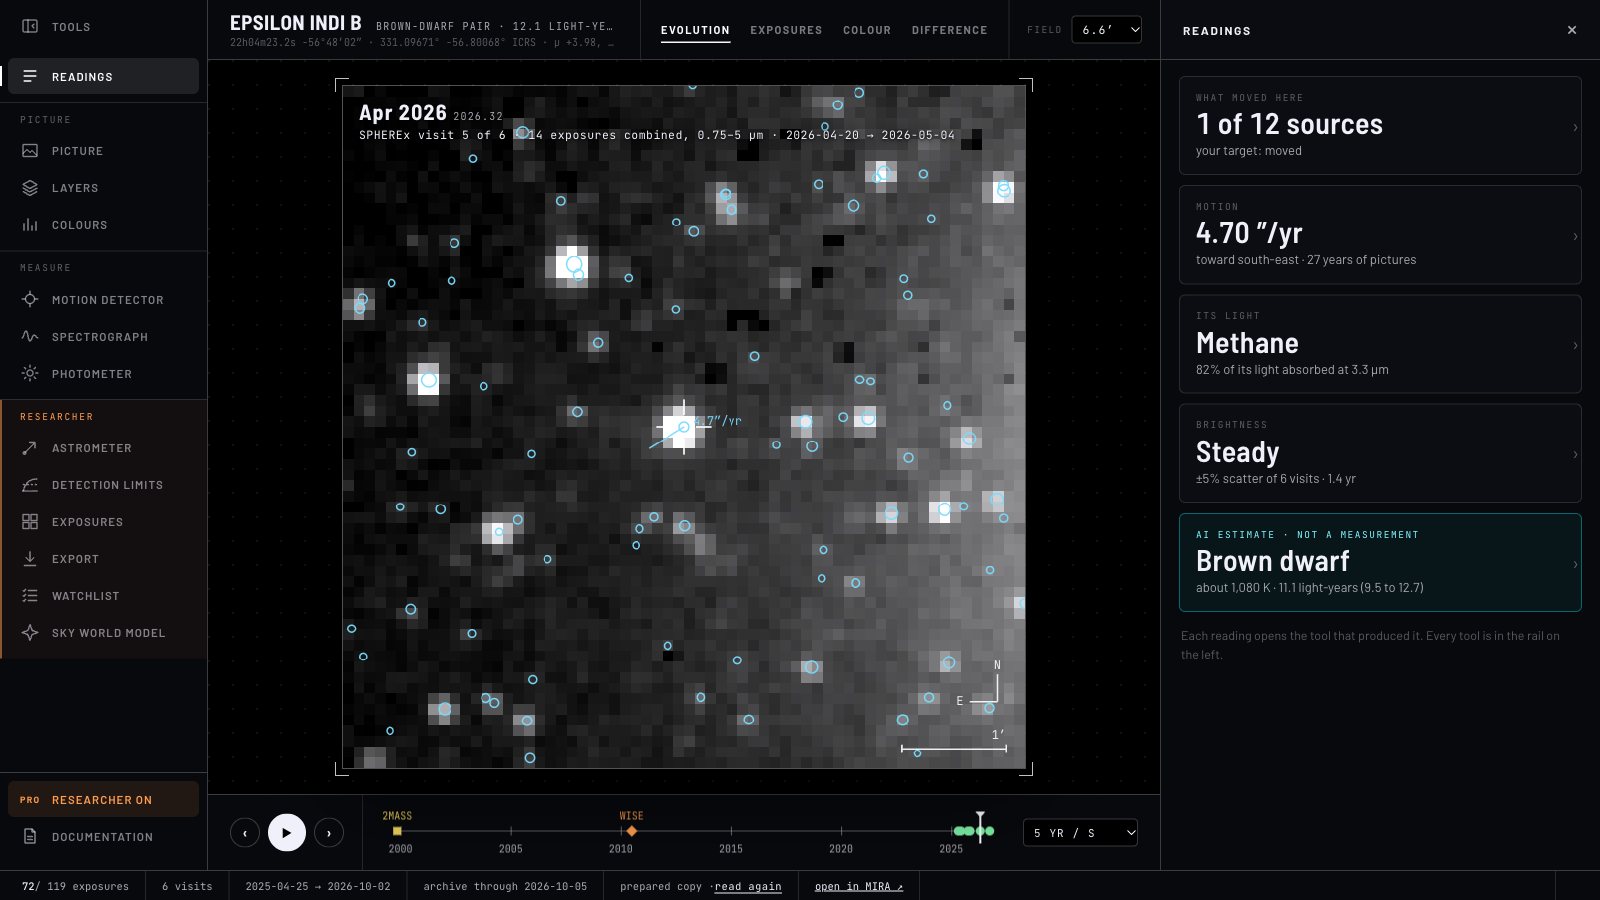 TOOLS
READINGS
PICTURE
PICTURE
LAYERS
COLOURS
MEASURE
MOTION DETECTOR
SPECTROGRAPH
PHOTOMETER
RESEARCHER
ASTROMETER
DETECTION LIMITS
EXPOSURES
EXPORT
WATCHLIST
SKY WORLD MODEL
PRO RESEARCHER ON
DOCUMENTATION
EPSILON INDI B BROWN-DWARF PAIR · 12.1 LIGHT-YE…
22h04m23.2s -56°48′02″ · 331.09671° -56.80068° ICRS · μ +3.98, …
EVOLUTION EXPOSURES COLOUR DIFFERENCE
FIELD 6.6′
Apr 2026 2026.32
SPHEREx visit 5 of 6 · 14 exposures combined, 0.75–5 μm · 2026-04-20 → 2026-05-04
4.7″/yr
N
E
1′
2MASS WISE
2000 2005 2010 2015 2020 2025
‹ ›
5 YR / S
READINGS ×
WHAT MOVED HERE
1 of 12 sources ›
your target: moved
MOTION
4.70 ″/yr ›
toward south-east · 27 years of pictures
ITS LIGHT
Methane ›
82% of its light absorbed at 3.3 μm
BRIGHTNESS
Steady ›
±5% scatter of 6 visits · 1.4 yr
AI ESTIMATE · NOT A MEASUREMENT
Brown dwarf ›
about 1,080 K · 11.1 light-years (9.5 to 12.7)
Each reading opens the tool that produced it. Every tool is in the rail on
the left.
72/ 119 exposures
6 visits
2025-04-25 → 2026-10-02
archive through 2026-10-05
prepared copy ·read again
open in MIRA ↗